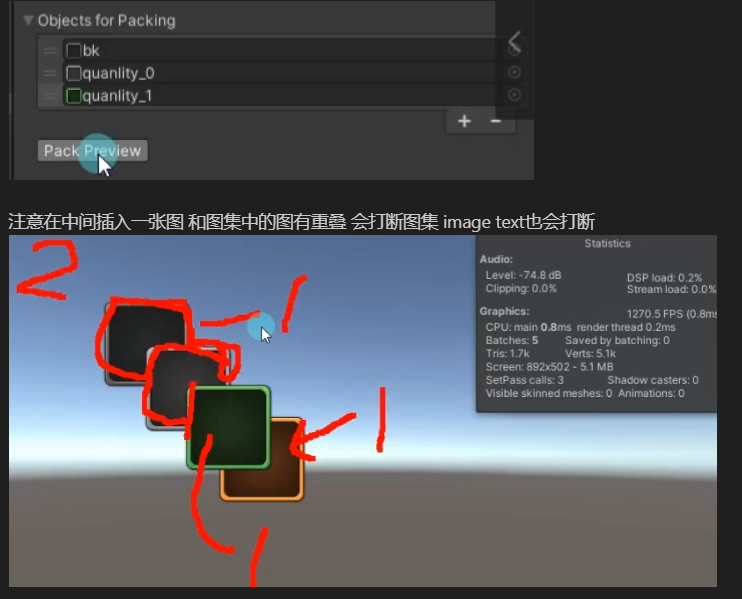 Objects for Packing
bk
quanlity_0
quanlity_1
+ -
Pack Preview
注意在中间插入一张图 和图集中的图有重叠 会打断图集 image text也会打断
2
1
1
1
Statistics
Audio:
Level: -74.8 dB DSP load: 0.2%
Clipping: 0.0% Stream load: 0.0%
Graphics: 1270.5 FPS (0.8ms
CPU: main 0.8ms render thread 0.2ms
Batches: 5 Saved by batching: 0
Tris: 1.7k Verts: 5.1k
Screen: 892x502 - 5.1 MB
SetPass calls: 3 Shadow casters: 0
Visible skinned meshes: 0 Animations: 0